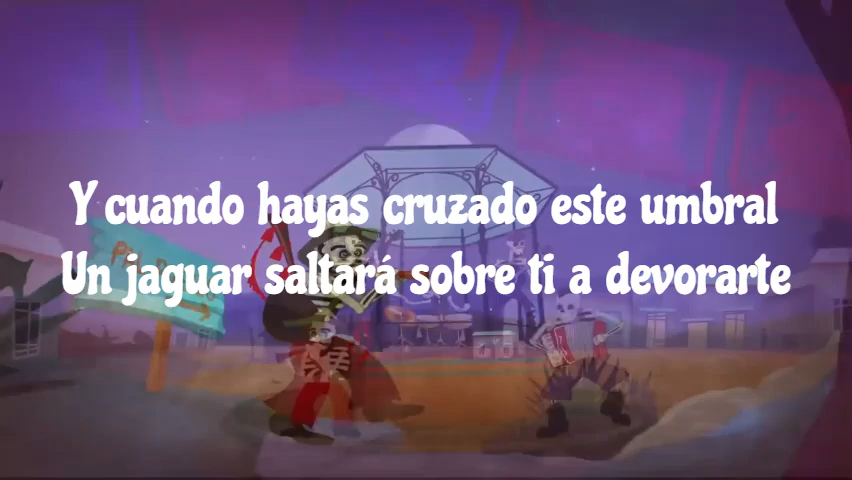 Y cuando hayas cruzado este umbral
Un jaguar saltará sobre ti a devorarte